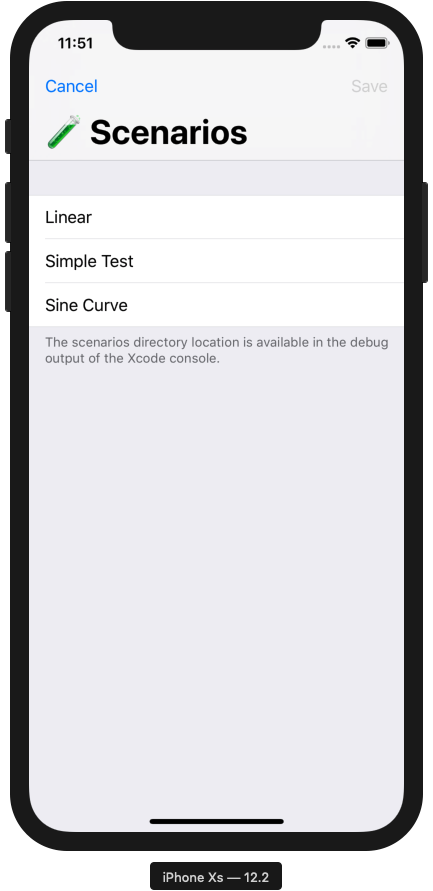 11:51
Cancel Save
Scenarios
Linear
Simple Test
Sine Curve
The scenarios directory location is available in the debug
output of the Xcode console.
iPhone Xs — 12.2